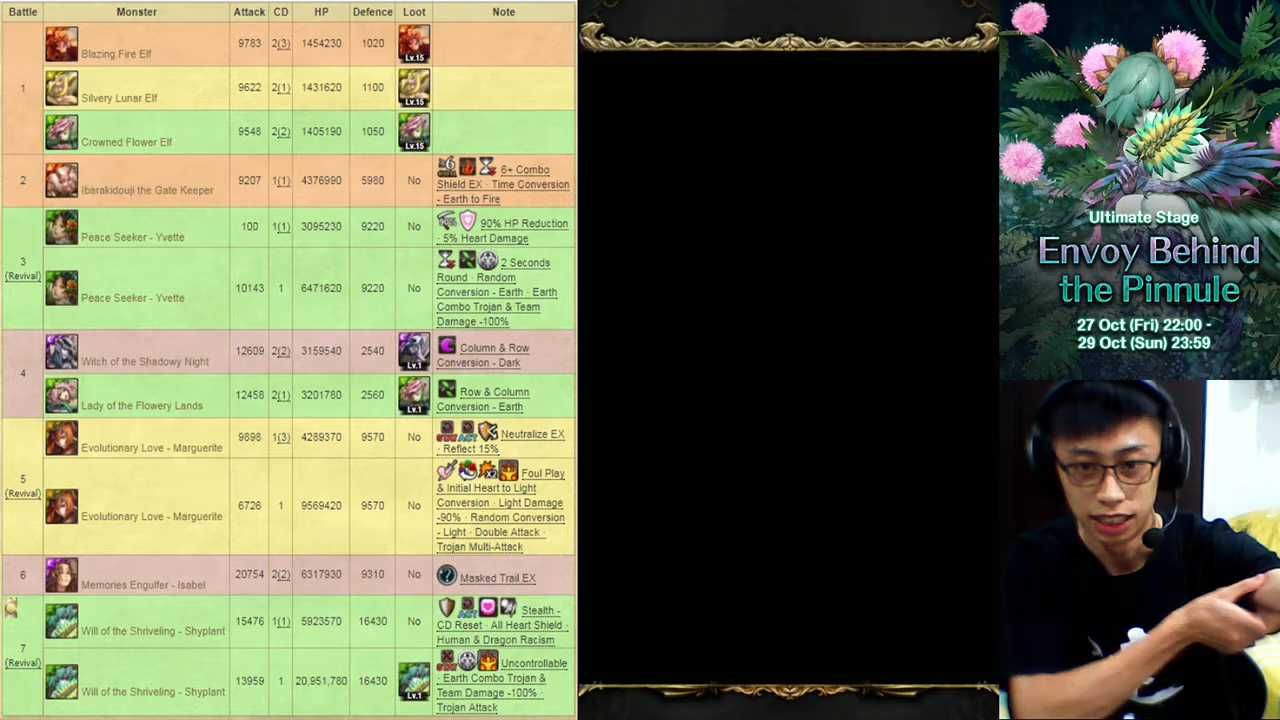 Battle Monster Attack CD HP Defence Loot Note
1
Blazing Fire Elf 9783 2(3) 1454230 1020 Lv.15
Silvery Lunar Elf 9622 2(1) 1431620 1100 Lv.15
Crowned Flower Elf 9548 2(2) 1405190 1050 Lv.15
2
Ibarakidouji the Gate Keeper 9207 1(1) 4376990 5980 No
6+ Combo
Shield EX · Time Conversion
- Earth to Fire
3
(Revival)
Peace Seeker - Yvette 100 1(1) 3095230 9220 No
90% HP Reduction
· 5% Heart Damage
Peace Seeker - Yvette 10143 1 6471620 9220 No
2 Seconds
Round · Random
Conversion - Earth · Earth
Combo Trojan & Team
Damage -100%
4
Witch of the Shadowy Night 12609 2(2) 3159540 2540 Lv.1
Column & Row
Conversion - Dark
Lady of the Flowery Lands 12458 2(1) 3201780 2560 Lv.1
Row & Column
Conversion - Earth
5
(Revival)
Evolutionary Love - Marguerite 9898 1(3) 4289370 9570 No
Neutralize EX
· Reflect 15%
Evolutionary Love - Marguerite 6726 1 9569420 9570 No
Foul Play
& Initial Heart to Light
Conversion · Light Damage
-90% · Random Conversion
- Light · Double Attack ·
Trojan Multi-Attack
6
Memories Engulfer - Isabel 20754 2(2) 6317930 9310 No
Masked Trail EX
7
(Revival)
Will of the Shriveling - Shyplant 15476 1(1) 5923570 16430 No
Stealth -
CD Reset · All Heart Shield ·
Human & Dragon Racism
Will of the Shriveling - Shyplant 13959 1 20,951,780 16430 Lv.1
Uncontrollable
· Earth Combo Trojan &
Team Damage -100% ·
Trojan Attack
Ultimate Stage
Envoy Behind
the Pinnule
27 Oct (Fri) 22:00 -
29 Oct (Sun) 23:59